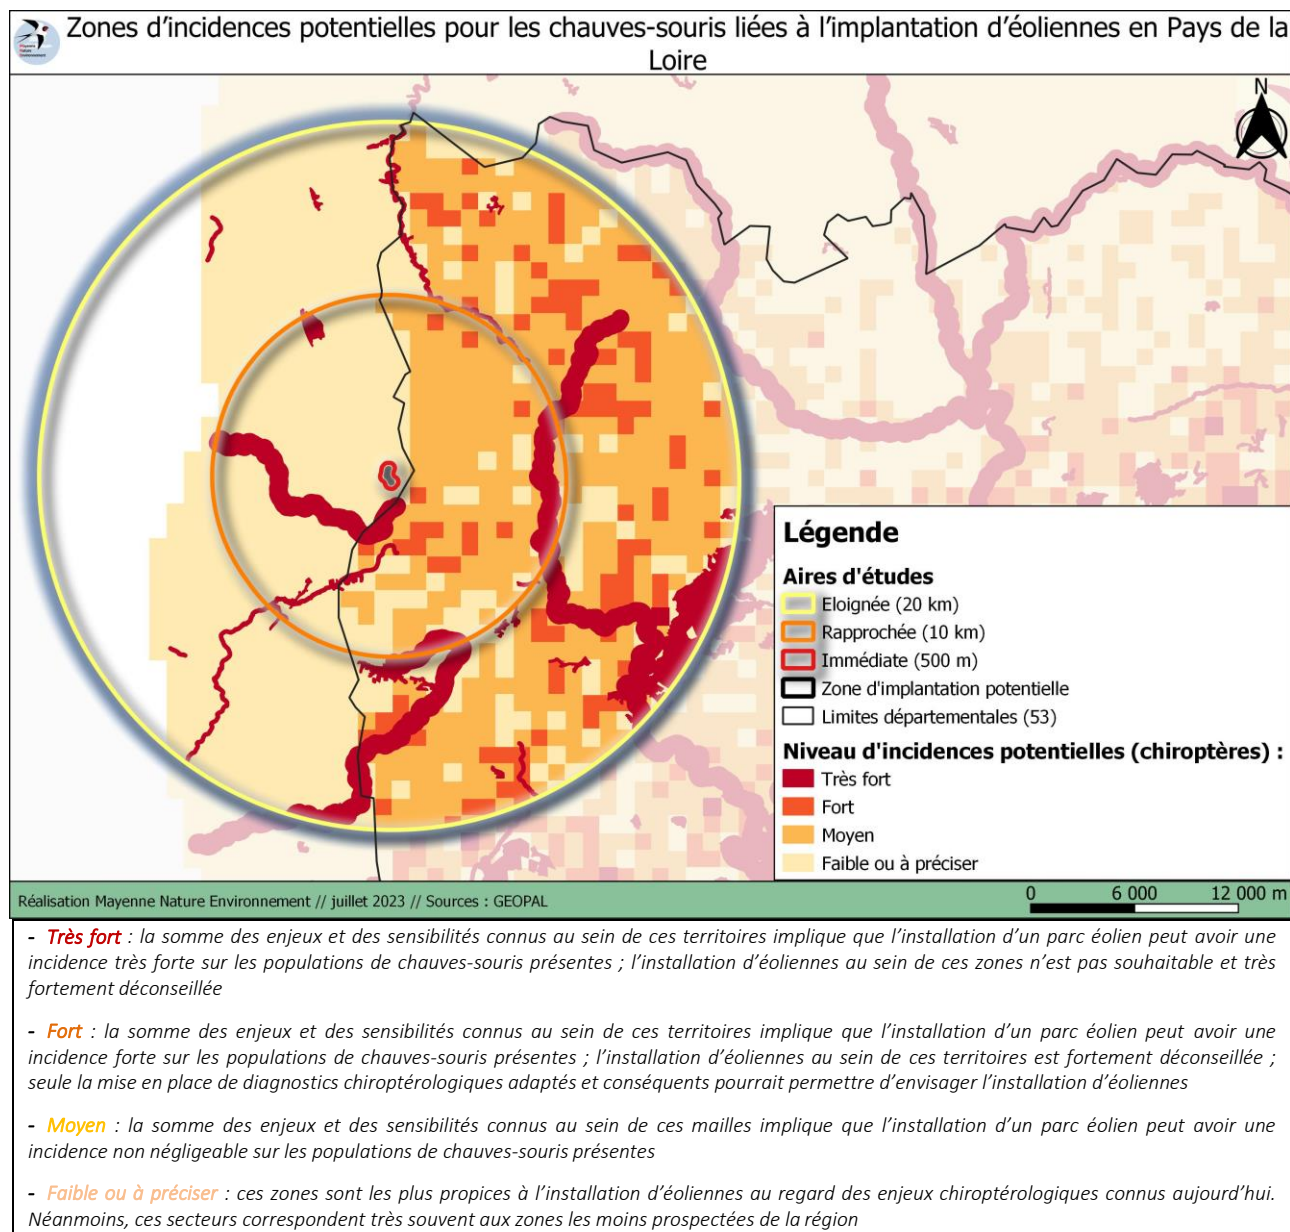 Zones d'incidences potentielles pour les chauves-souris liées à l'implantation d'éoliennes en Pays de la
Loire
N
Légende
Aires d'études
Eloignée (20 km)
Rapprochée (10 km)
Immédiate (500 m)
Zone d'implantation potentielle
Limites départementales (53)
Niveau d'incidences potentielles (chiroptères) :
Très fort
Fort
Moyen
Faible ou à préciser
Réalisation Mayenne Nature Environnement // juillet 2023 // Sources : GEOPAL
0 6 000 12 000 m
- Très fort : la somme des enjeux et des sensibilités connus au sein de ces territoires implique que l'installation d'un parc éolien peut avoir une
incidence très forte sur les populations de chauves-souris présentes ; l'installation d'éoliennes au sein de ces zones n'est pas souhaitable et très
fortement déconseillée
- Fort : la somme des enjeux et des sensibilités connus au sein de ces territoires implique que l'installation d'un parc éolien peut avoir une
incidence forte sur les populations de chauves-souris présentes ; l'installation d'éoliennes au sein de ces territoires est fortement déconseillée ;
seule la mise en place de diagnostics chiroptérologiques adaptés et conséquents pourrait permettre d'envisager l'installation d'éoliennes
- Moyen : la somme des enjeux et des sensibilités connus au sein de ces mailles implique que l'installation d'un parc éolien peut avoir une
incidence non négligeable sur les populations de chauves-souris présentes
- Faible ou à préciser : ces zones sont les plus propices à l'installation d'éoliennes au regard des enjeux chiroptérologiques connus aujourd'hui.
Néanmoins, ces secteurs correspondent très souvent aux zones les moins prospectées de la région